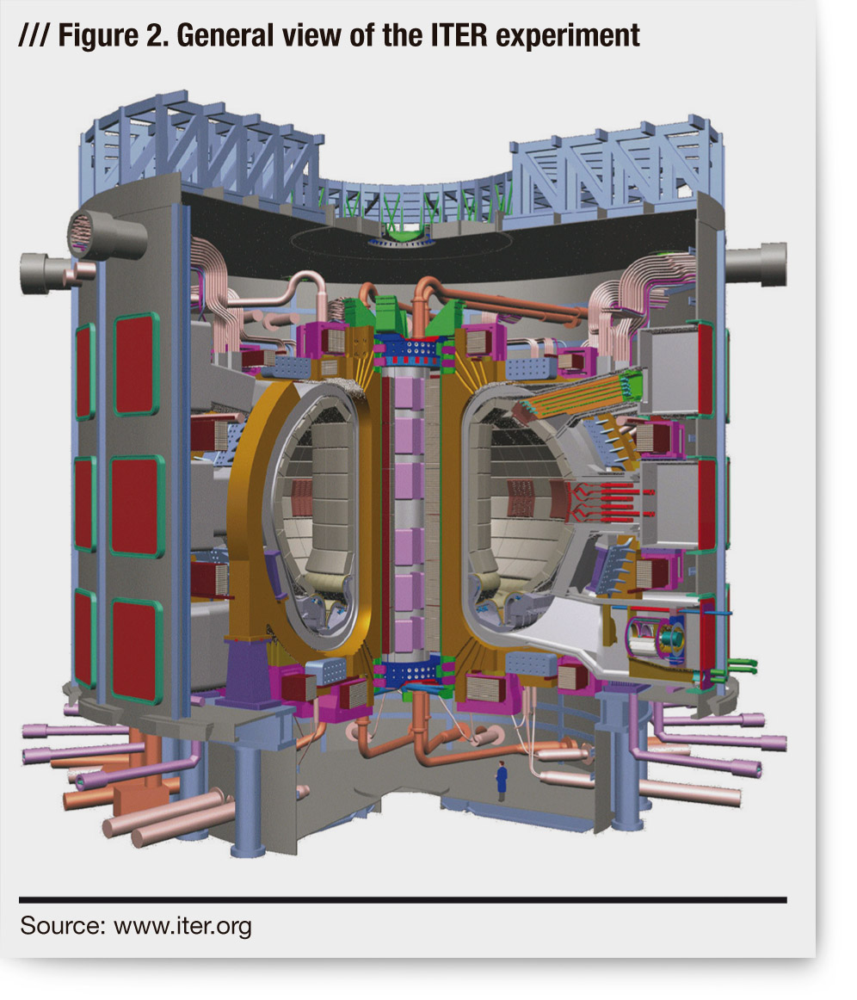 /// Figure 2. General view of the ITER experiment
Source: www.iter.org